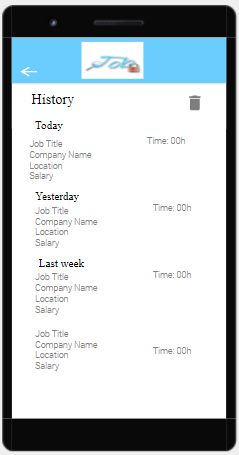 Job
History
Today
Job Title
Time: 00h
Company Name
Location
Salary
Yesterday
Job Title
Time: 00h
Company Name
Location
Salary
Last week
Job Title
Time: 00h
Company Name
Location
Salary
Job Title
Company Name
Time: 00h
Location
Salary